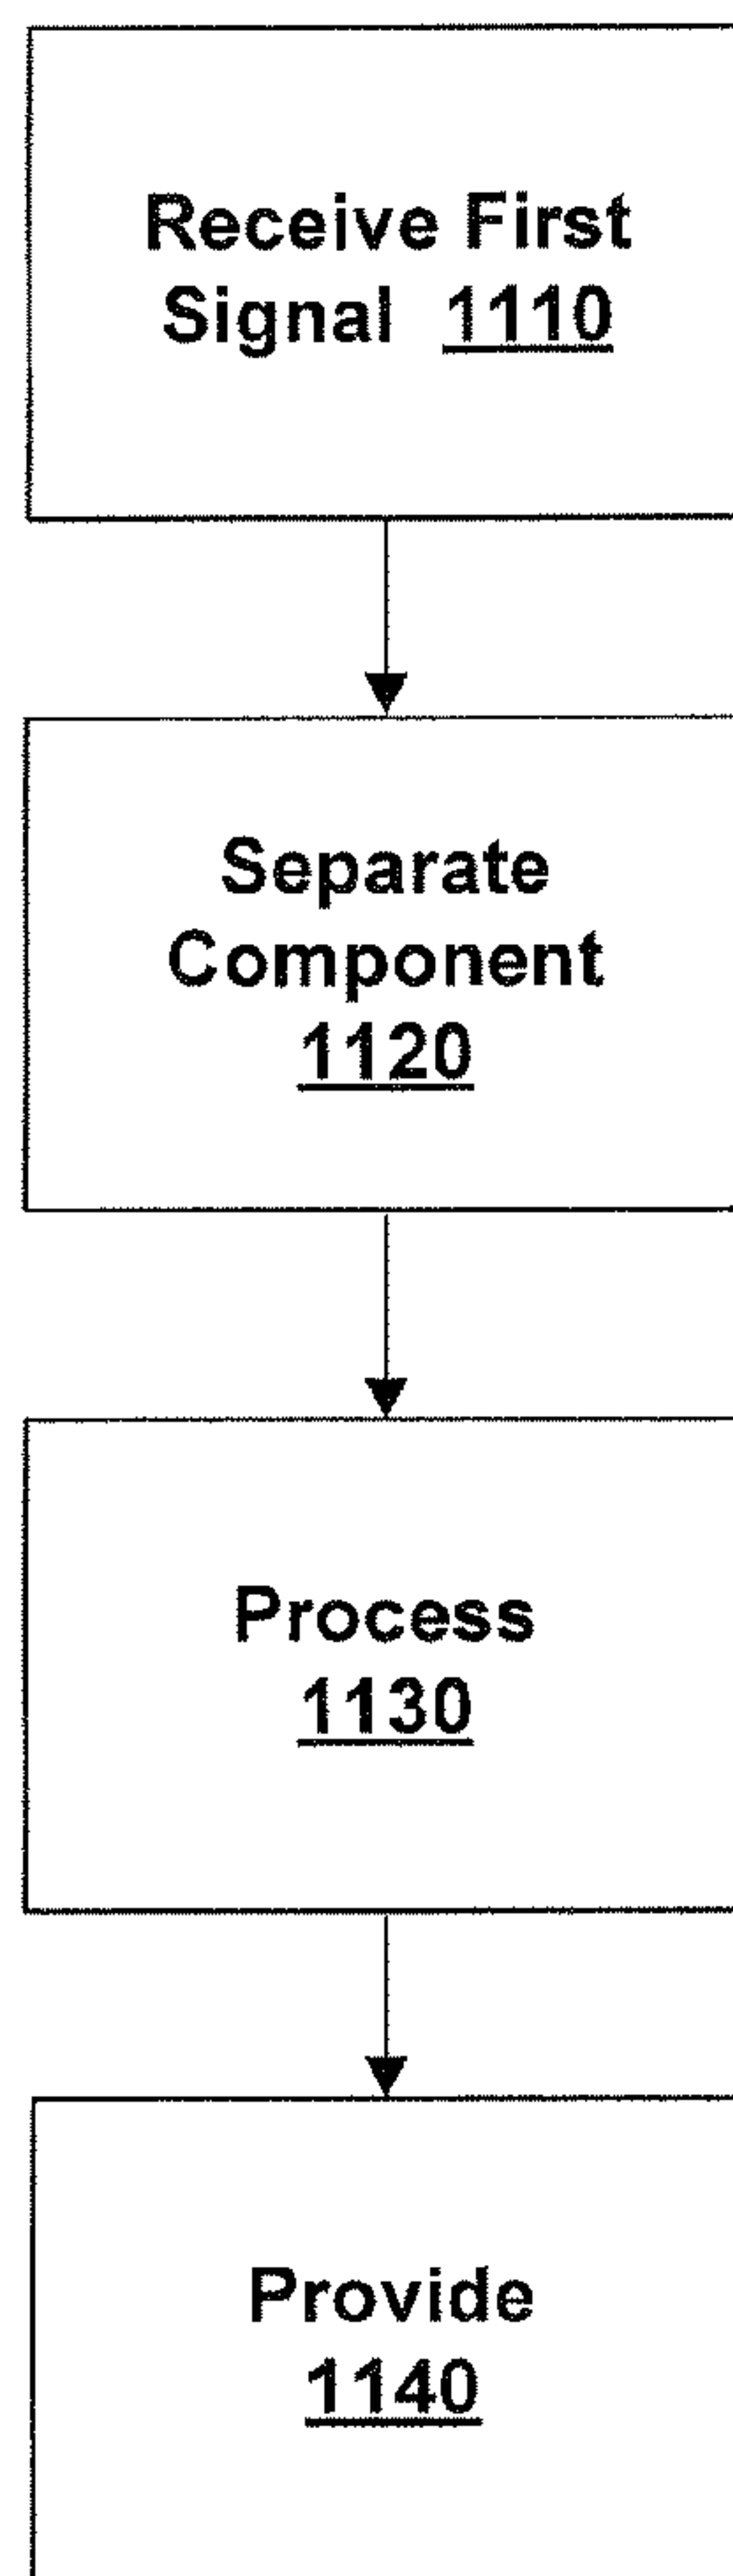 Receive First
Signal 1110
Separate
Component
1120
Process
1130
Provide
1140